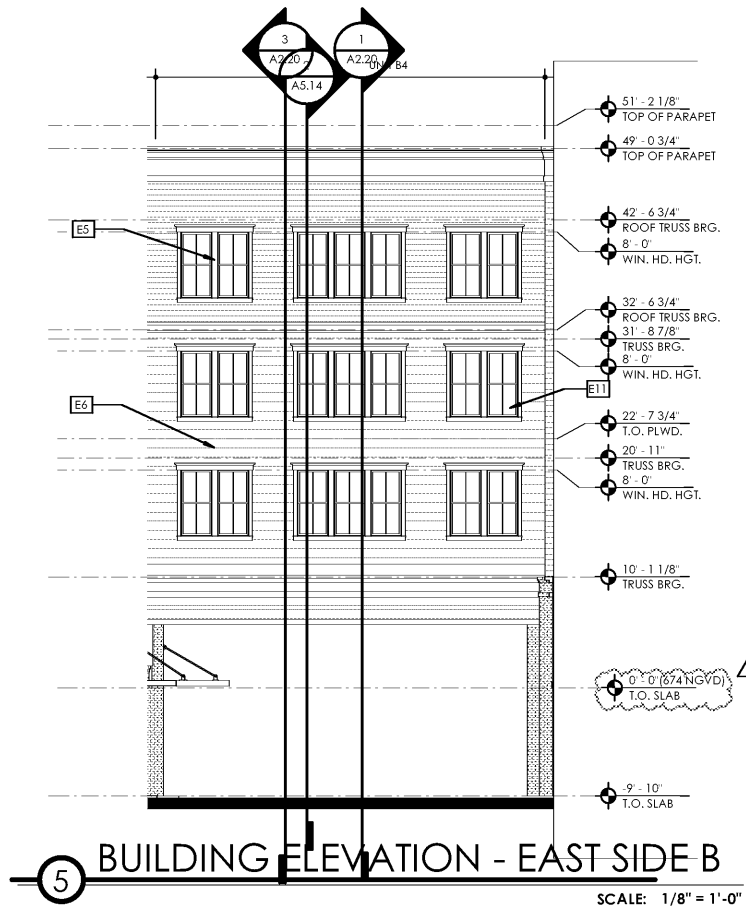 3
A2.20
1
A2.20
A5.14
B4
51' - 2 1/8"
TOP OF PARAPET
49' - 0 3/4"
TOP OF PARAPET
42' - 6 3/4"
ROOF TRUSS BRG.
E5
8' - 0"
WIN. HD. HGT.
32' - 6 3/4"
ROOF TRUSS BRG.
31' - 8 7/8"
TRUSS BRG.
8' - 0"
WIN. HD. HGT.
E11
E6
22' - 7 3/4"
T.O. PLWD.
20' - 11"
TRUSS BRG.
8' - 0"
WIN. HD. HGT.
10' - 1 1/8"
TRUSS BRG.
0' - 0" (674 NGVD)
T.O. SLAB
-9' - 10"
T.O. SLAB
5 BUILDING ELEVATION - EAST SIDE B
SCALE: 1/8" = 1'-0"